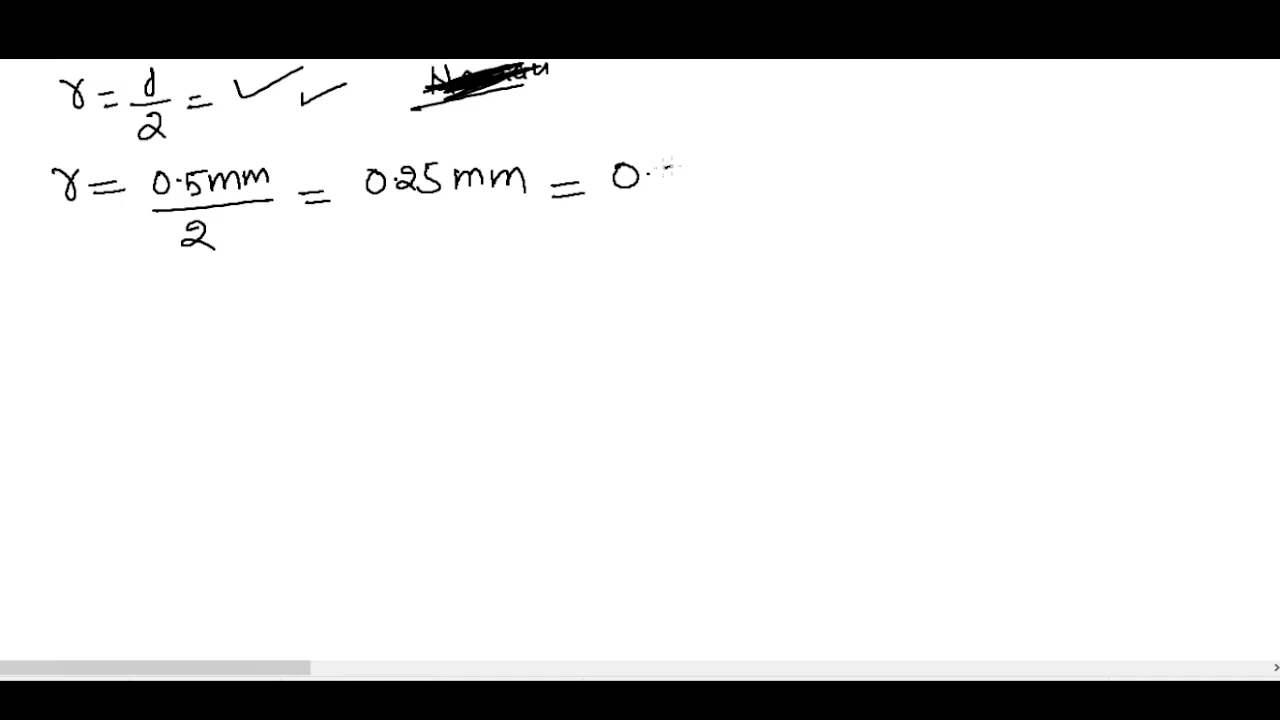 r = d/2 =
r = 0.5mm/2 = 0.25 mm = 0.